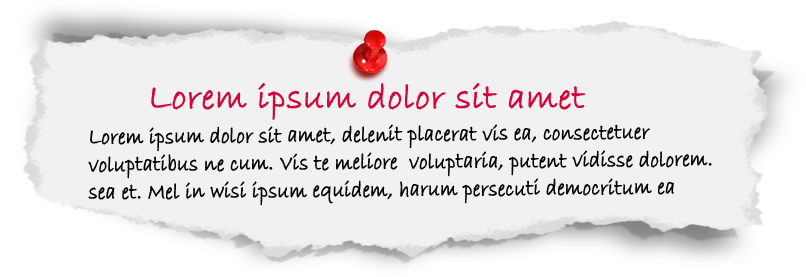 Lorem ipsum dolor sit amet
Lorem ipsum dolor sit amet, delenit placerat vis ea, consectetuer
voluptatibus ne cum. Vis te meliore voluptaria, putent vidisse dolorem.
sea et. Mel in wisi ipsum equidem, harum persecuti democritum ea